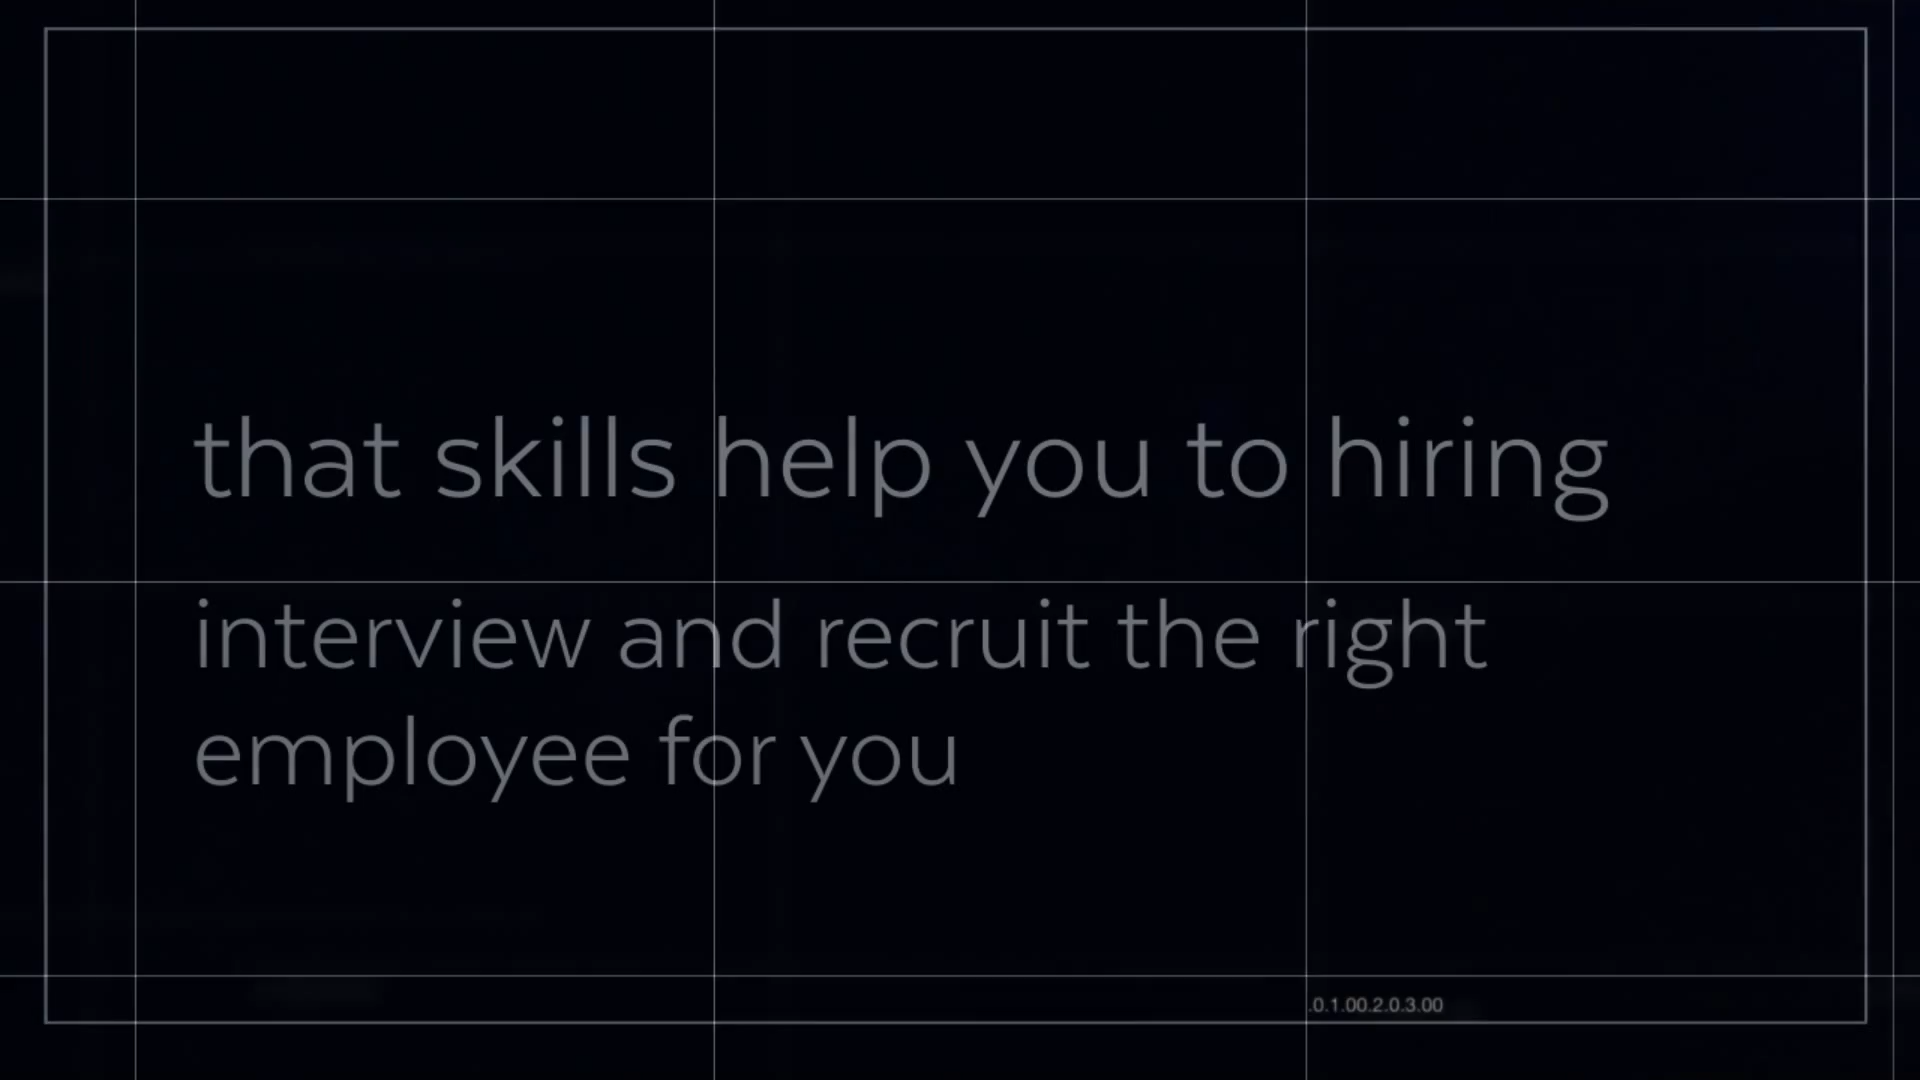 that skills help you to hiring
interview and recruit the right
employee for you
.0.1.00.2.0.3.00